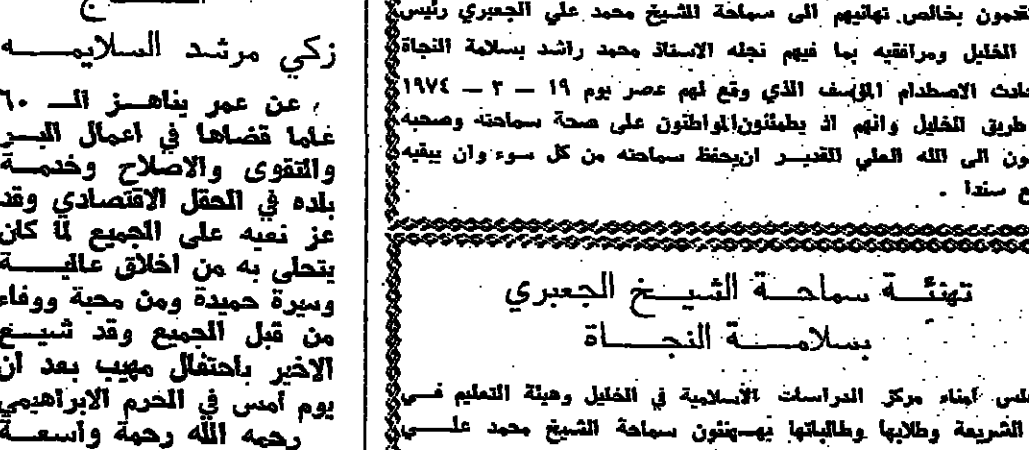 تقدمون بخالص تهانيهم الى سماحة الشيخ محمد علي الجعبري رئيس
الخليل ومرافقيه بما فيهم نجله الاستاذ محمد راشد بسلامة النجاة
حادث الاصطدام المؤسف الذي وقع لهم عصر يوم ١٩ — ٣ — ١٩٧٤
طريق الخليل وانهم اذ يطمئنون المواطنون على صحة سماحته وصحبه
ون الى الله العلي القدير ان يحفظ سماحته من كل سوء وان يبقيه
سندا .
تهنئة سماحة الشيخ الجعبري
بسلامة النجاة
لس أمناء مركز الدراسات الاسلامية في الخليل وهيئة التعليم في
الشريعة وطلابها وطالباتها يهنئون سماحة الشيخ محمد علي
زكي مرشد السلايمه
عن عمر يناهز الـ ٦٠
عاما قضاها في اعمال البر
والتقوى والاصلاح وخدمة
بلده في الحقل الاقتصادي وقد
عز نعيه على الجميع لما كان
يتحلى به من اخلاق عالية
وسيرة حميدة ومن محبة ووفاء
من قبل الجميع وقد شيع
الاخير باحتفال مهيب بعد ان
يوم أمس في الحرم الابراهيمي
رحمه الله رحمة واسعة